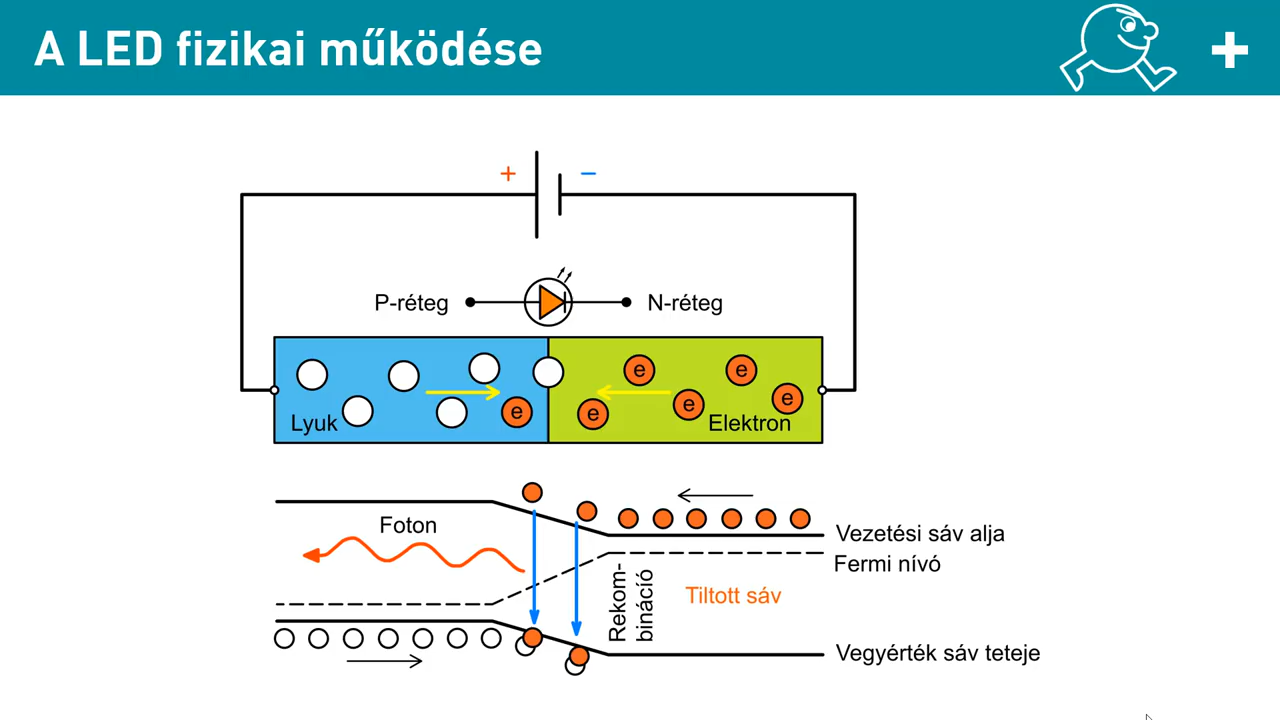 A LED fizikai működése
+
+ −
P-réteg N-réteg
e e
e e e e
Lyuk Elektron
Foton
Vezetési sáv alja
Fermi nívó
Rekom-
bináció
Tiltott sáv
Vegyérték sáv teteje